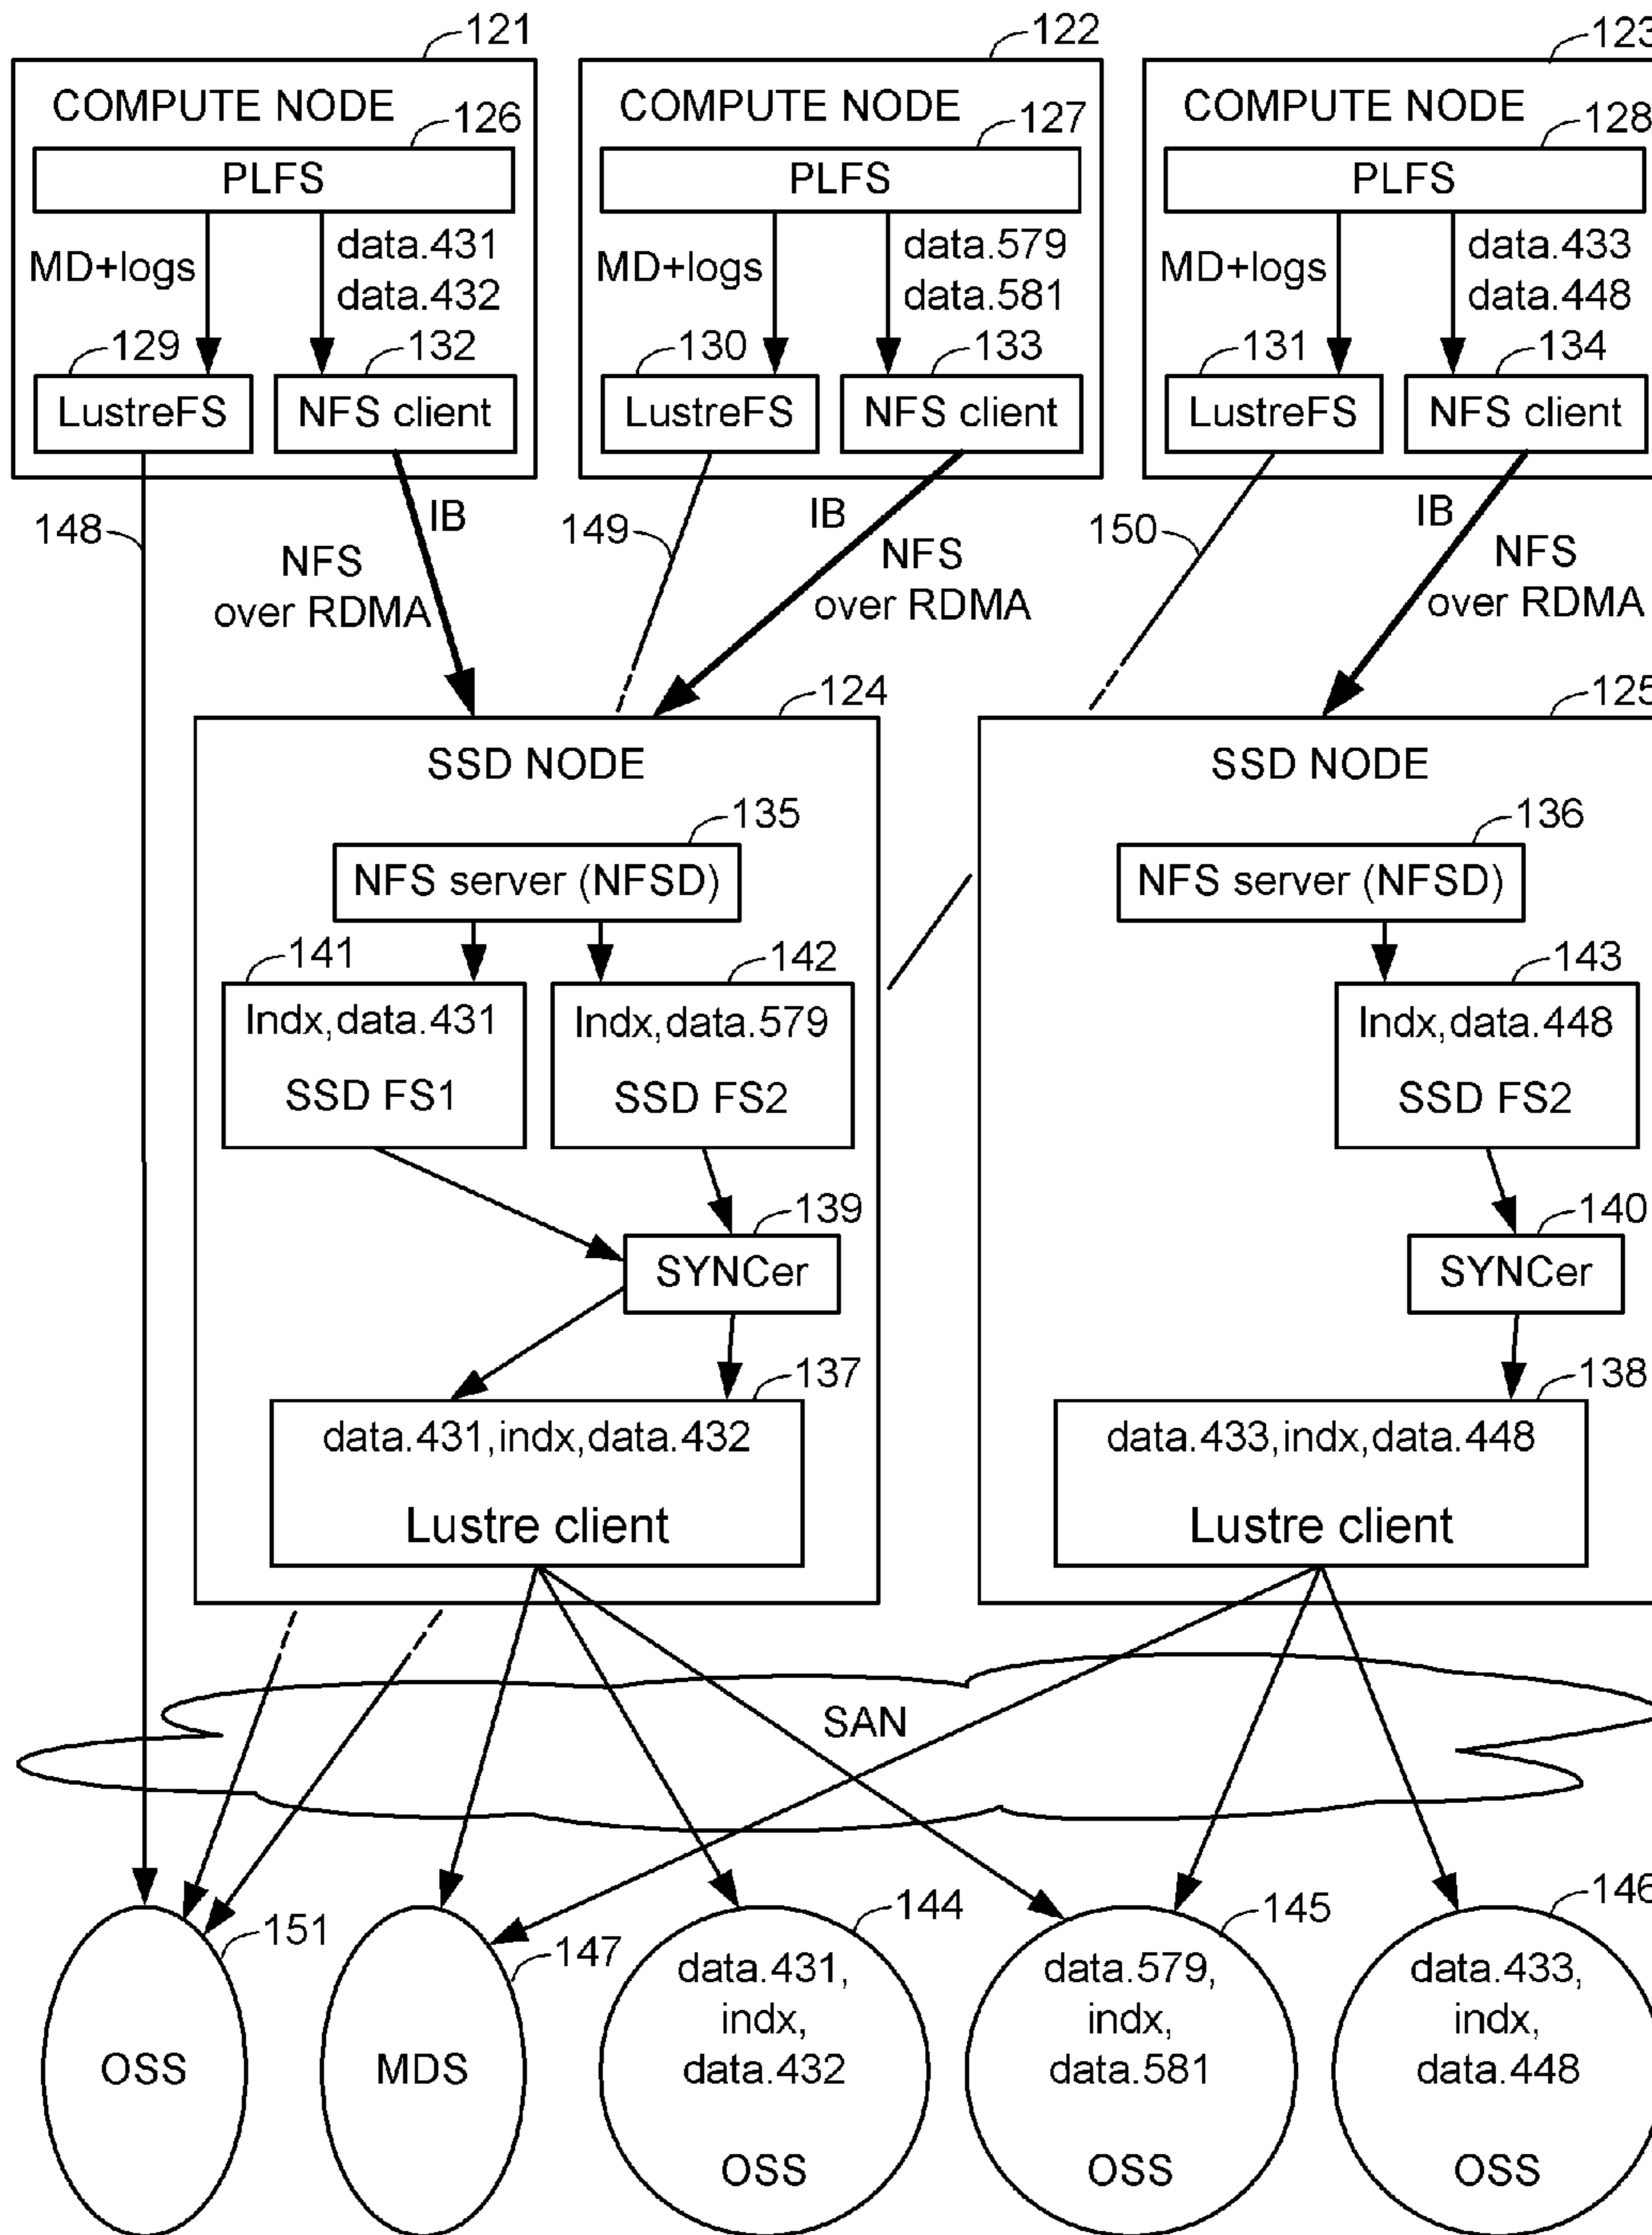 121
122
123
COMPUTE NODE
COMPUTE NODE
COMPUTE NODE
126
127
128
PLFS
PLFS
PLFS
MD+logs
data.431
data.432
MD+logs
data.579
data.581
MD+logs
data.433
data.448
129
132
130
133
131
134
LustreFS
NFS client
LustreFS
NFS client
LustreFS
NFS client
148
IB
NFS
over RDMA
149
IB
NFS
over RDMA
150
IB
NFS
over RDMA
124
125
SSD NODE
SSD NODE
135
136
NFS server (NFSD)
NFS server (NFSD)
141
142
143
Indx,data.431
SSD FS1
Indx,data.579
SSD FS2
Indx,data.448
SSD FS2
139
140
SYNCer
SYNCer
137
138
data.431,indx,data.432
Lustre client
data.433,indx,data.448
Lustre client
SAN
151
147
144
145
146
OSS
MDS
data.431,
indx,
data.432
OSS
data.579,
indx,
data.581
OSS
data.433,
indx,
data.448
OSS